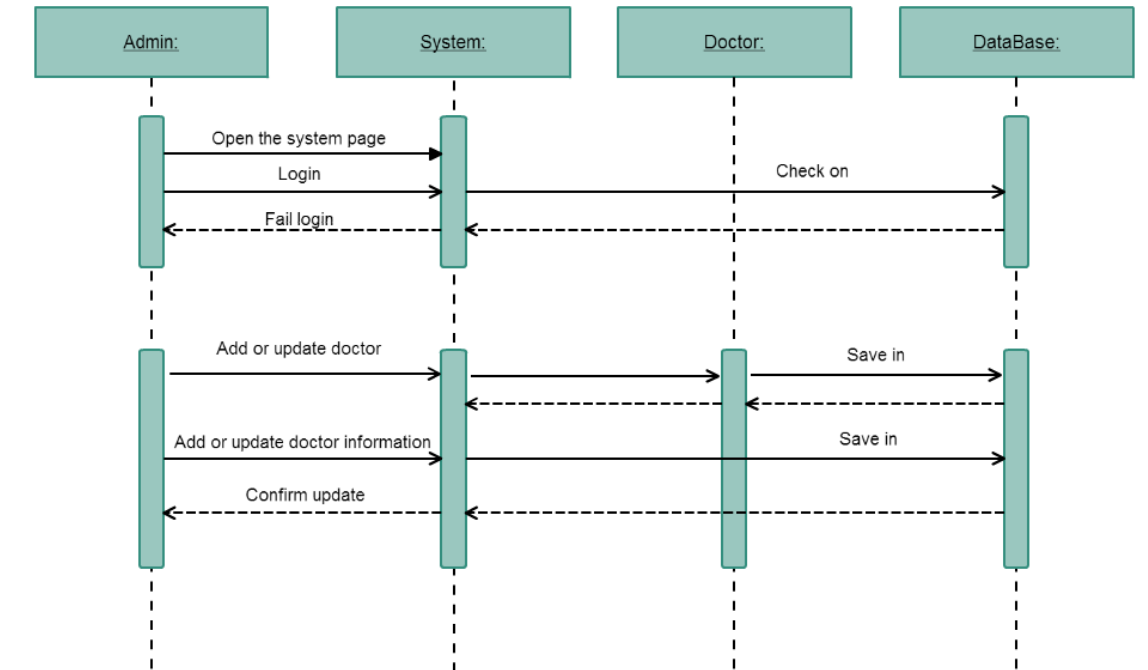 Admin:
System:
Doctor:
DataBase:
Open the system page
Login
Check on
Fail login
Add or update doctor
Save in
Add or update doctor information
Save in
Confirm update